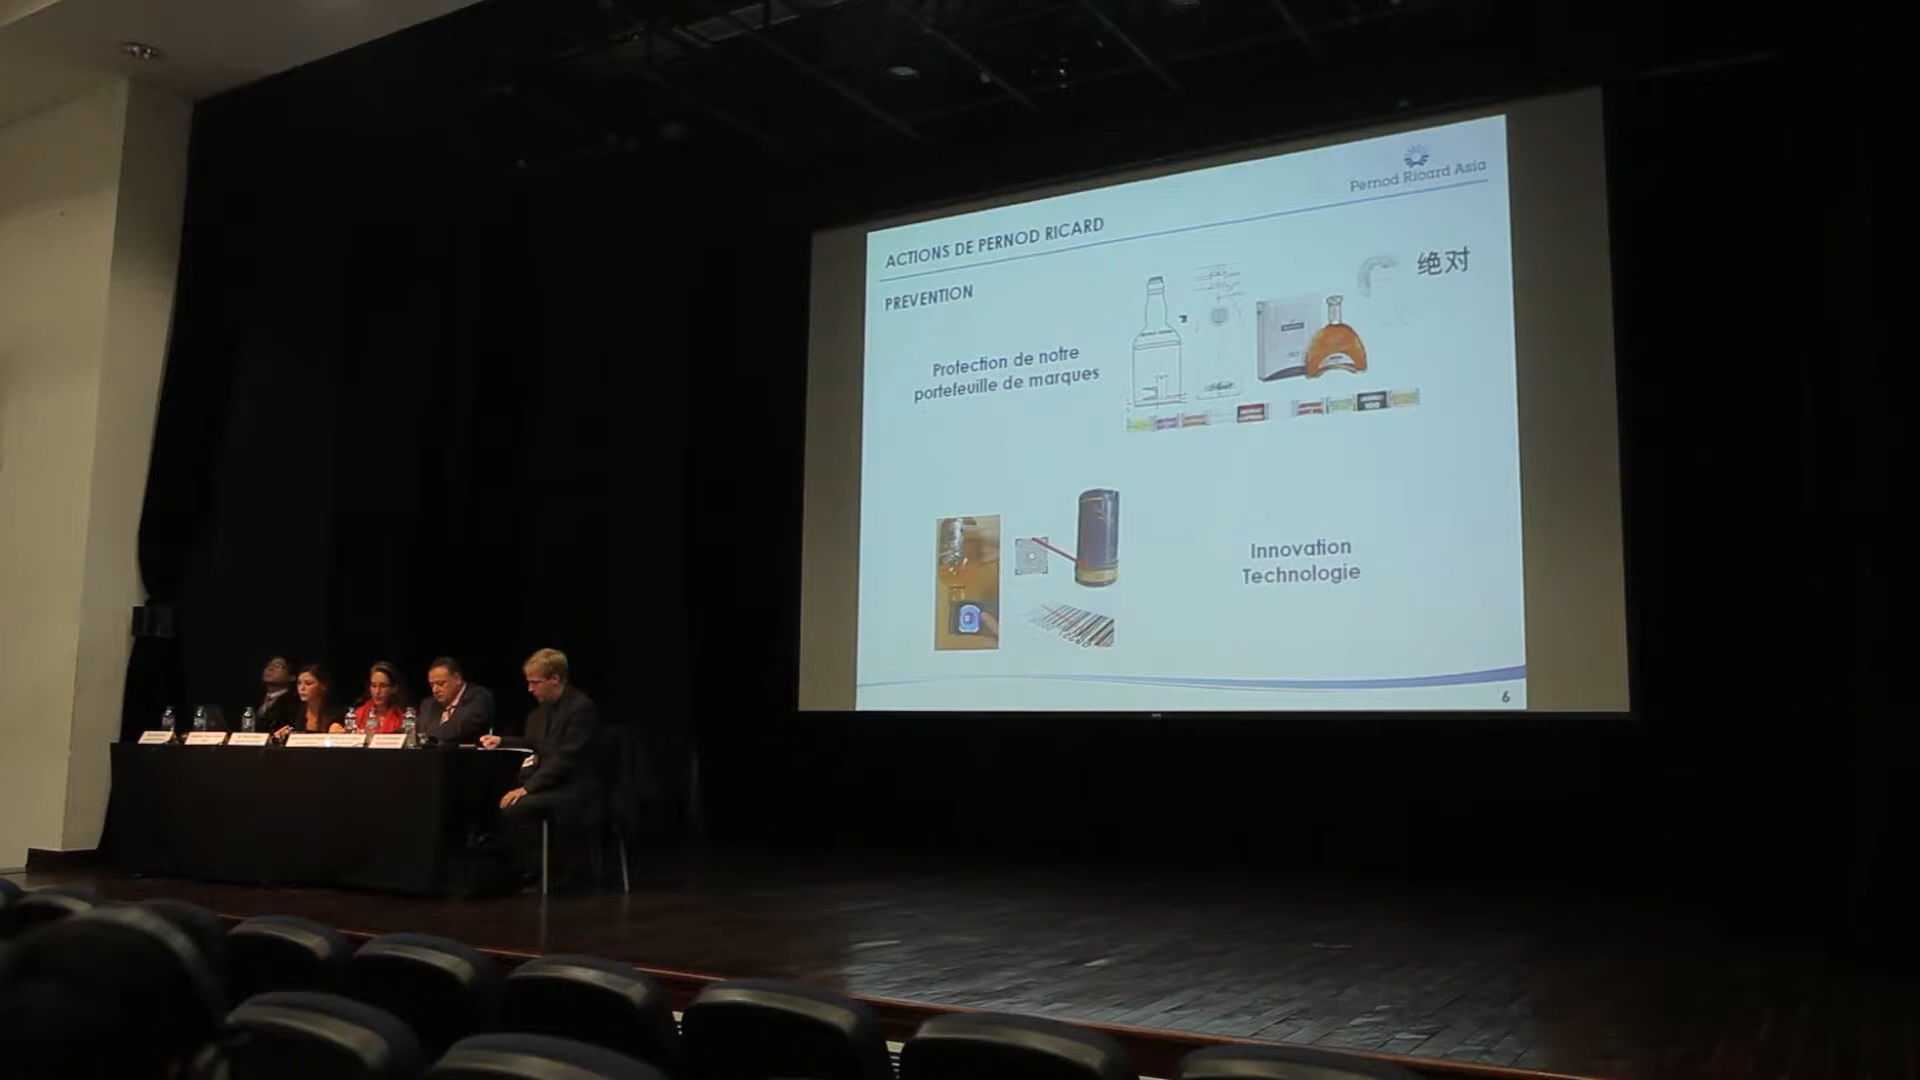 Pernod Ricard Asia
ACTIONS DE PERNOD RICARD
PREVENTION
绝对
Protection de notre
portefeuille de marques
Innovation
Technologie
6